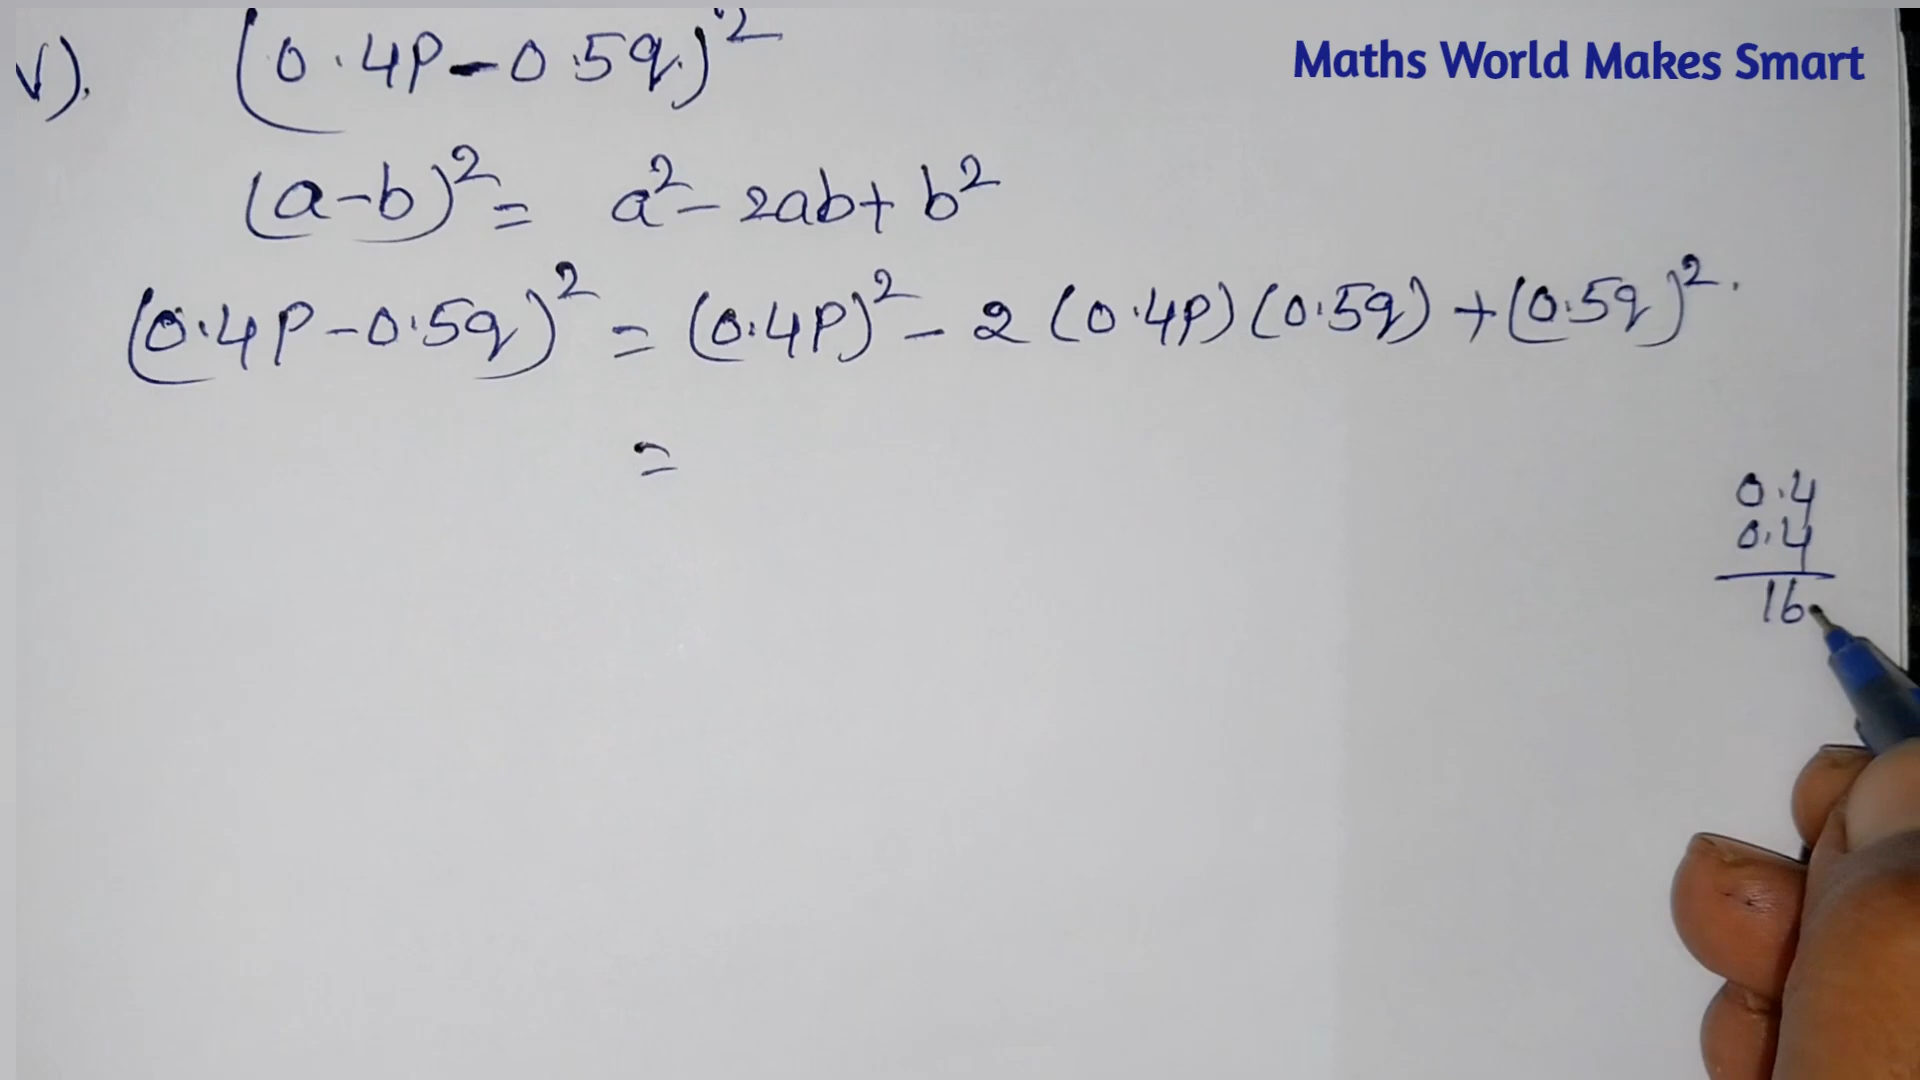 Maths World Makes Smart
v). (0.4p-0.5q)²
(a-b)² = a² - 2ab + b²
(0.4p-0.5q)² = (0.4p)² - 2(0.4p)(0.5q) + (0.5q)².
=
0.4
0.4
16